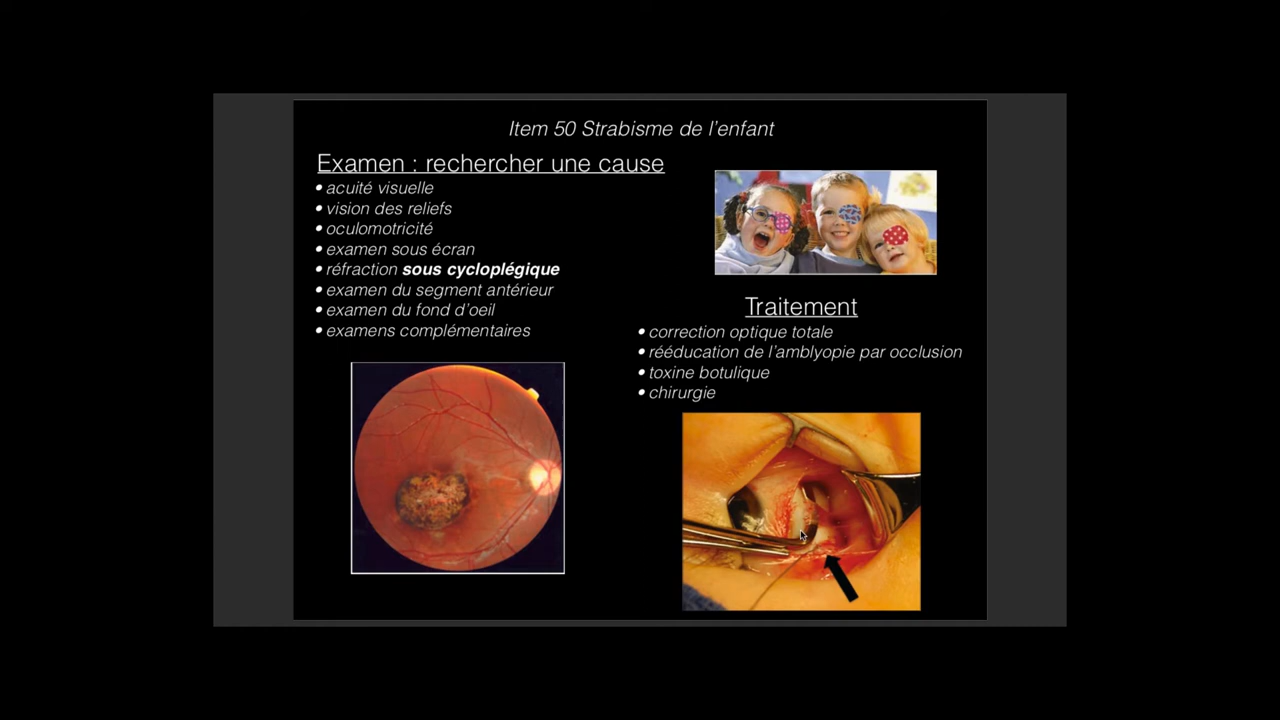 Item 50 Strabisme de l'enfant
Examen : rechercher une cause
• acuité visuelle
• vision des reliefs
• oculomotricité
• examen sous écran
• réfraction sous cycloplégique
• examen du segment antérieur
• examen du fond d'oeil
• examens complémentaires
Traitement
• correction optique totale
• rééducation de l'amblyopie par occlusion
• toxine botulique
• chirurgie